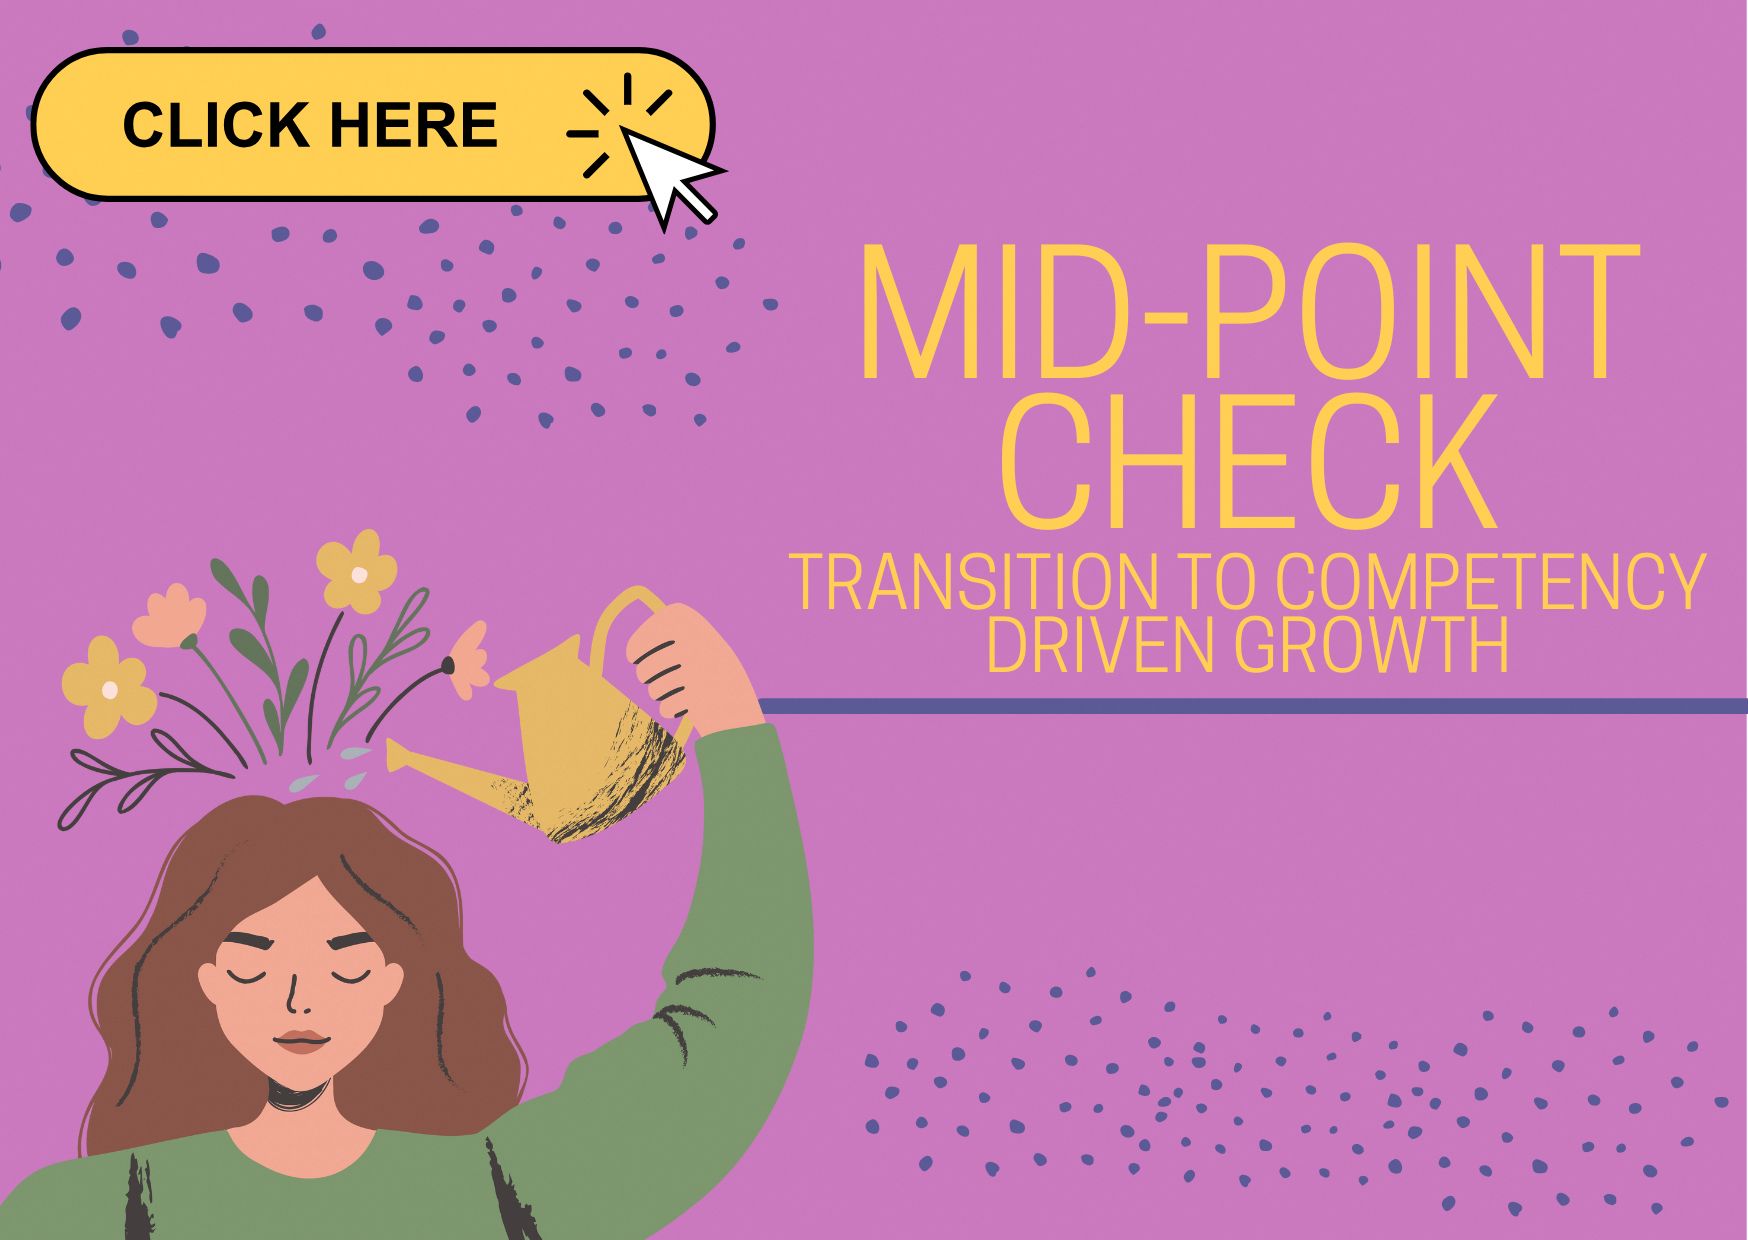 CLICK HERE
MID-POINT
CHECK
TRANSITION TO COMPETENCY
DRIVEN GROWTH